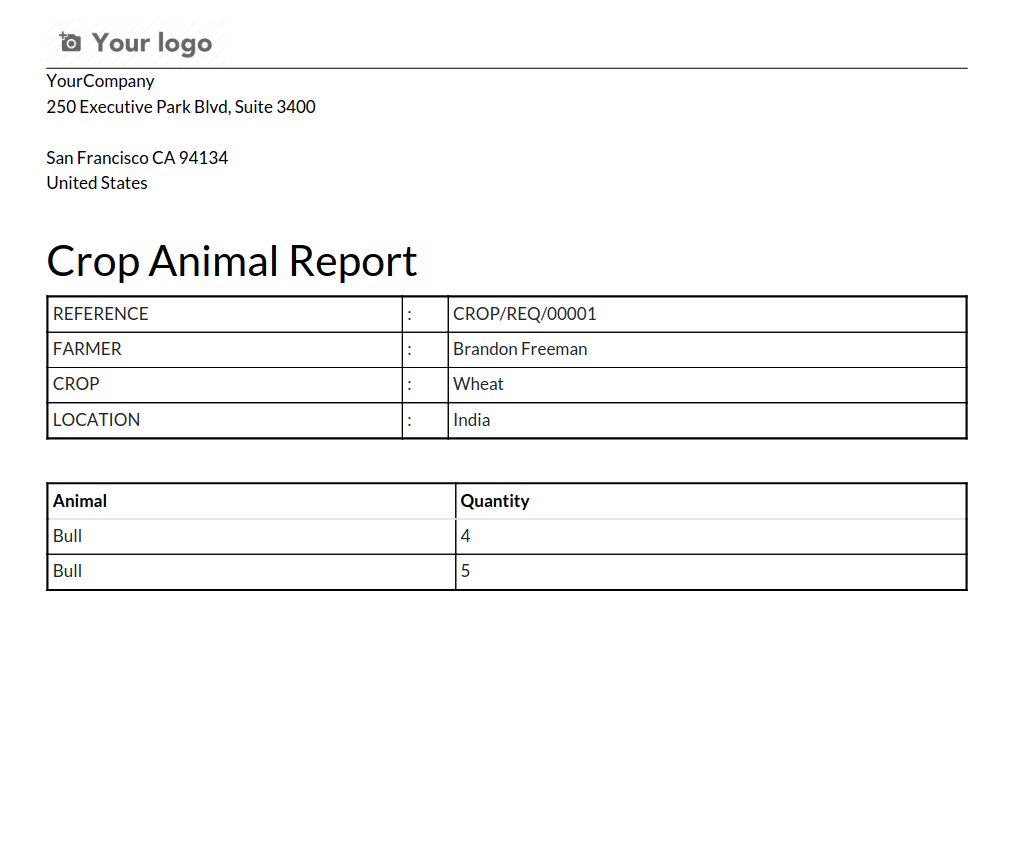 Your logo
YourCompany
250 Executive Park Blvd, Suite 3400
San Francisco CA 94134
United States
Crop Animal Report
REFERENCE : CROP/REQ/00001
FARMER : Brandon Freeman
CROP : Wheat
LOCATION : India
Animal Quantity
Bull 4
Bull 5